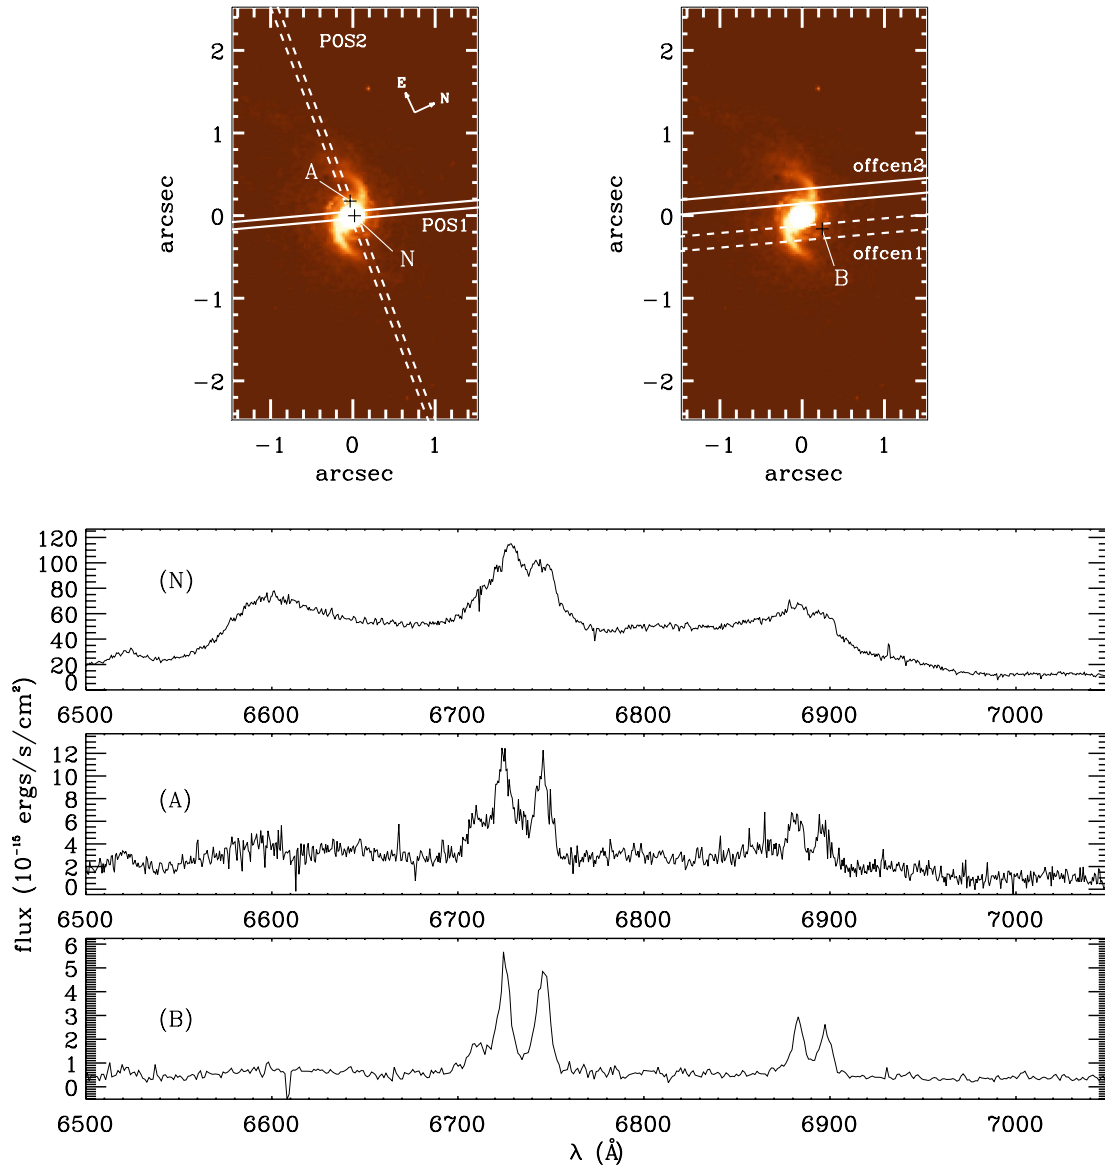 POS2
E
N
A
POS1
N
2
1
0
−1
−2
arcsec
−1 0 1
arcsec
offcen2
offcen1
B
2
1
0
−1
−2
arcsec
−1 0 1
arcsec
(N)
120
100
80
60
40
20
0
6500 6600 6700 6800 6900 7000
(A)
12
10
8
6
4
2
0
6500 6600 6700 6800 6900 7000
(B)
6
5
4
3
2
1
0
6500 6600 6700 6800 6900 7000
flux (10⁻¹⁵ ergs/s/cm²)
λ (Å)